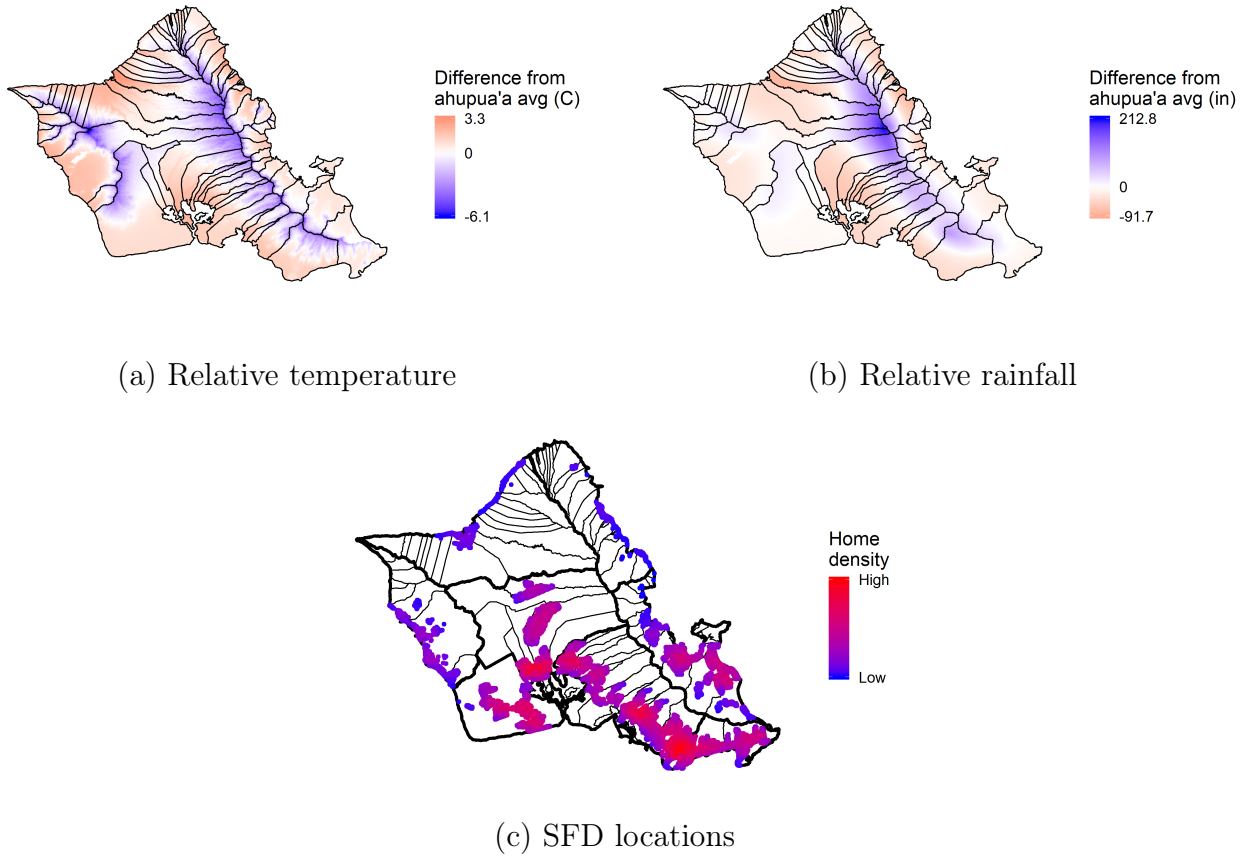 Difference from
ahupua'a avg (C)
3.3
0
-6.1
Difference from
ahupua'a avg (in)
212.8
0
-91.7
(a) Relative temperature
(b) Relative rainfall
Home
density
High
Low
(c) SFD locations